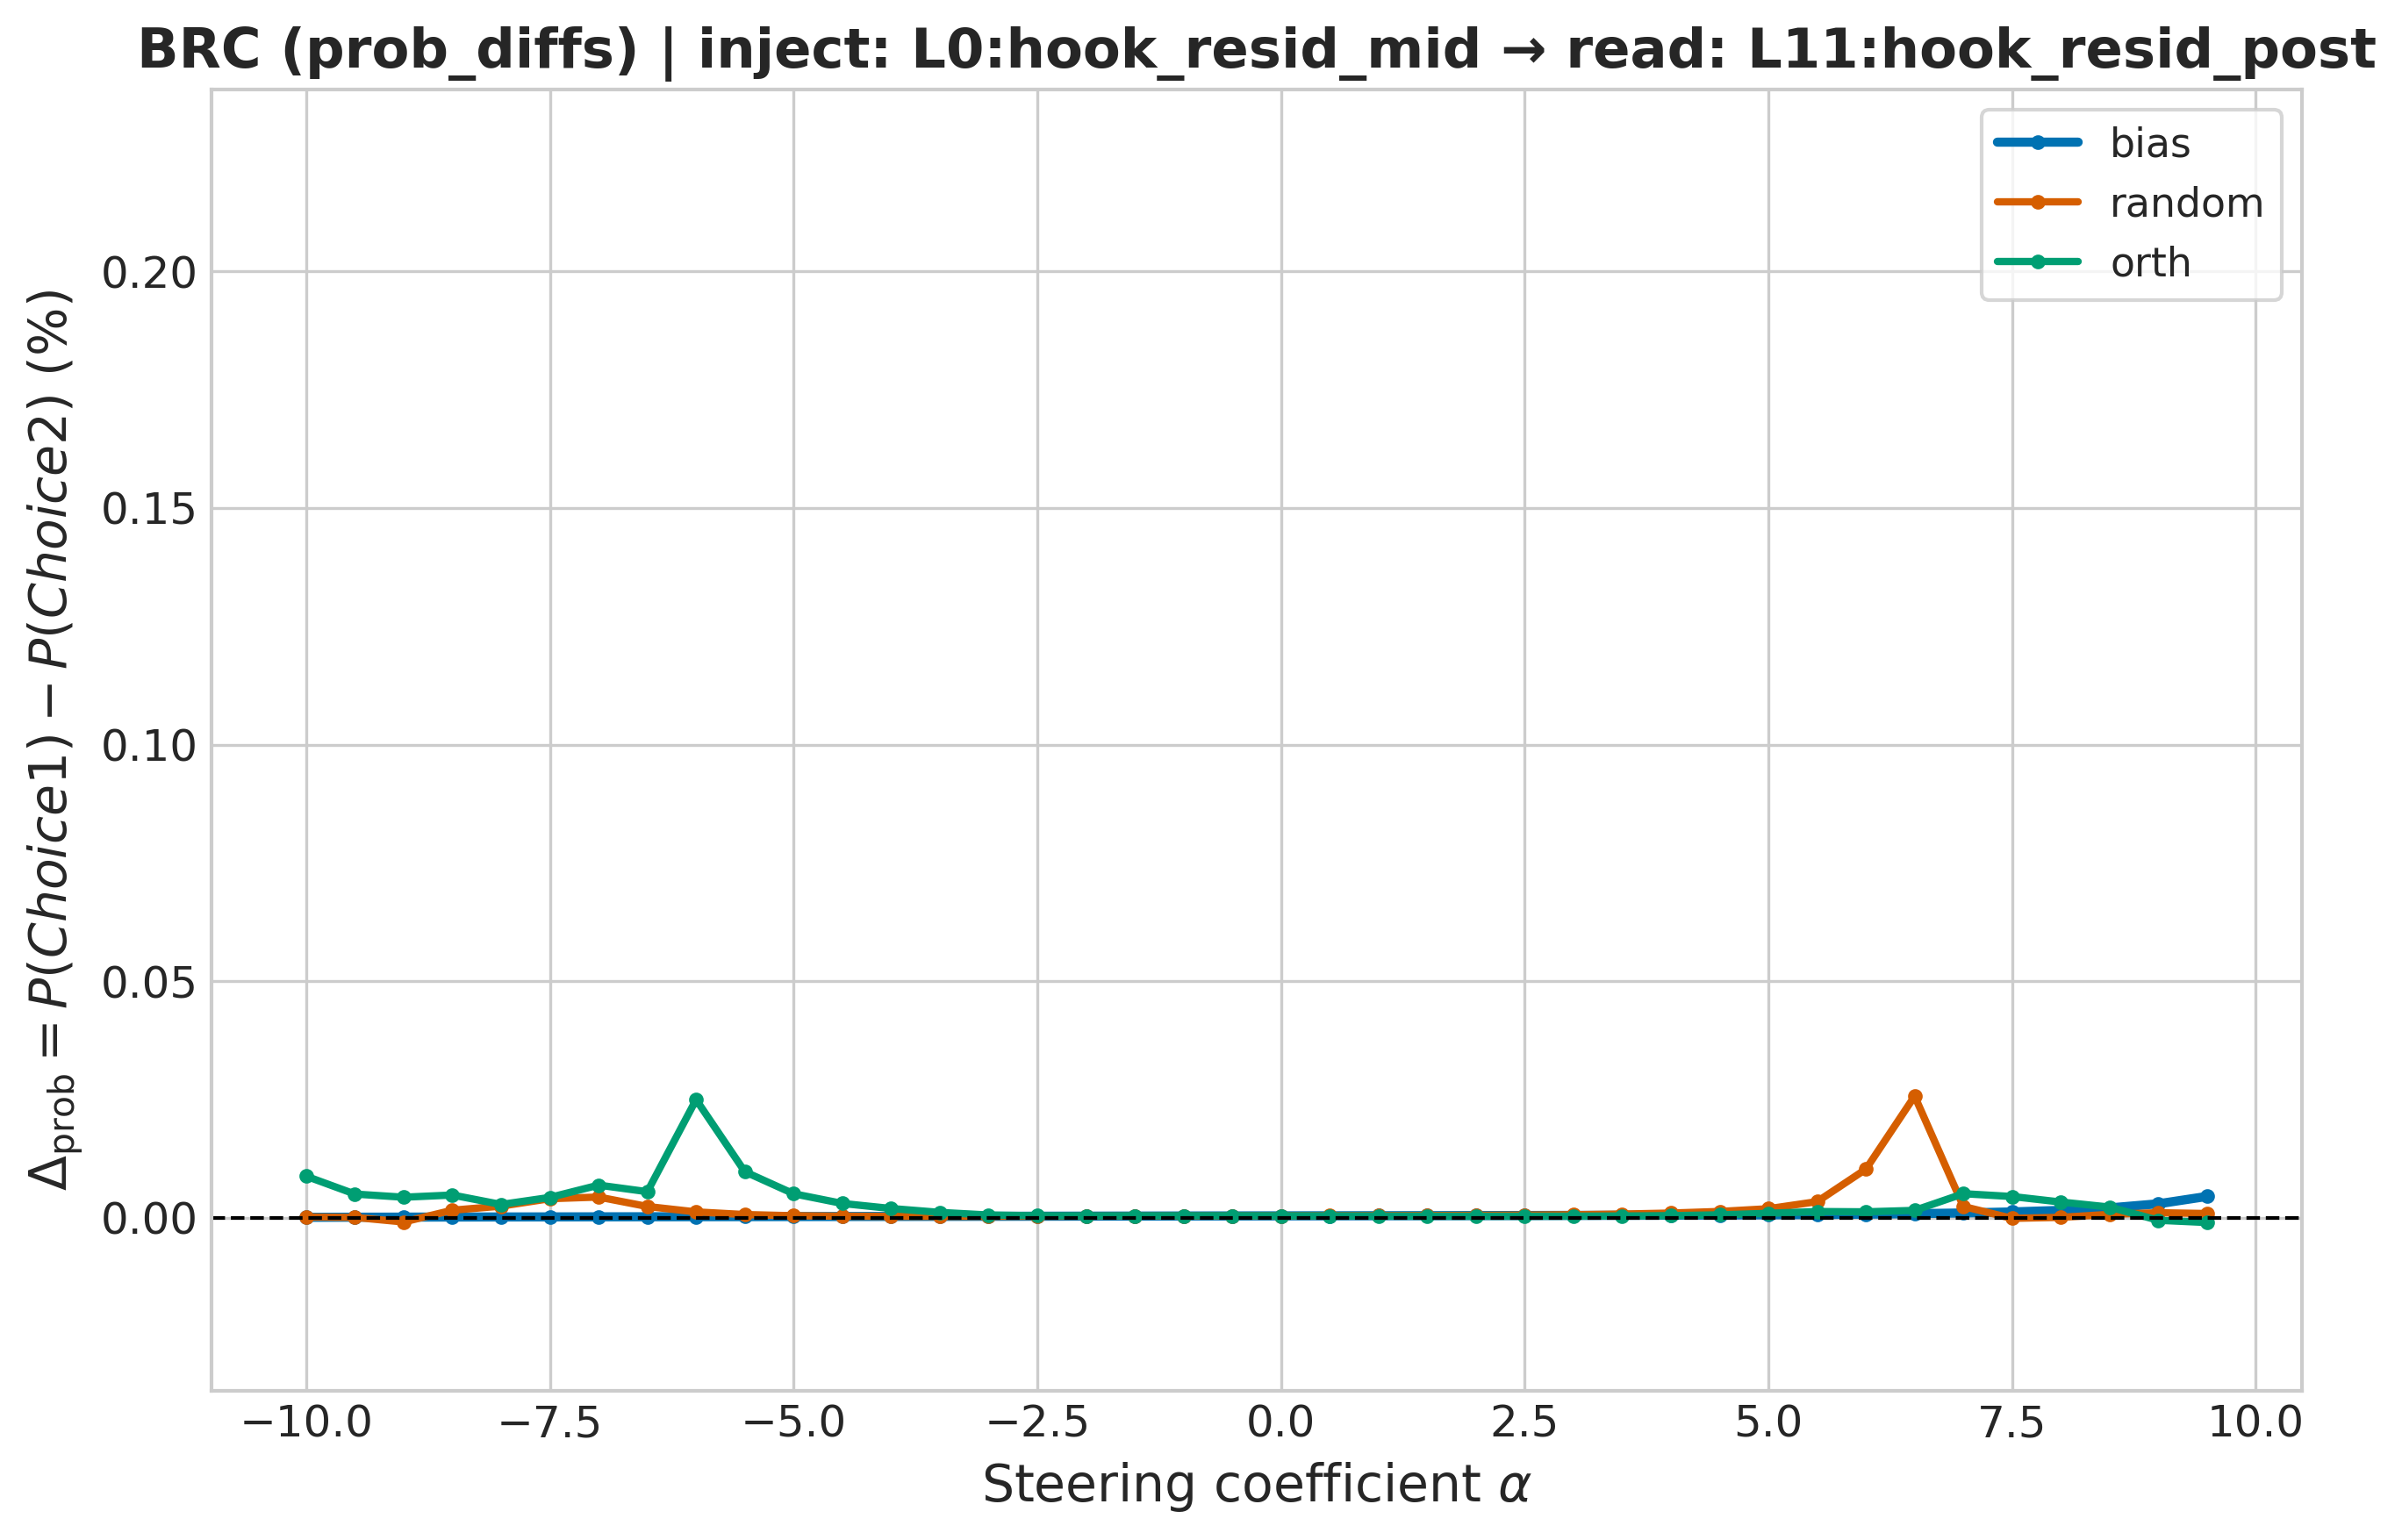 BRC (prob_diffs) | inject: L0:hook_resid_mid → read: L11:hook_resid_post
bias
random
orth
Δprob = P(Choice1) − P(Choice2) (%)
0.20
0.15
0.10
0.05
0.00
−10.0 −7.5 −5.0 −2.5 0.0 2.5 5.0 7.5 10.0
Steering coefficient α